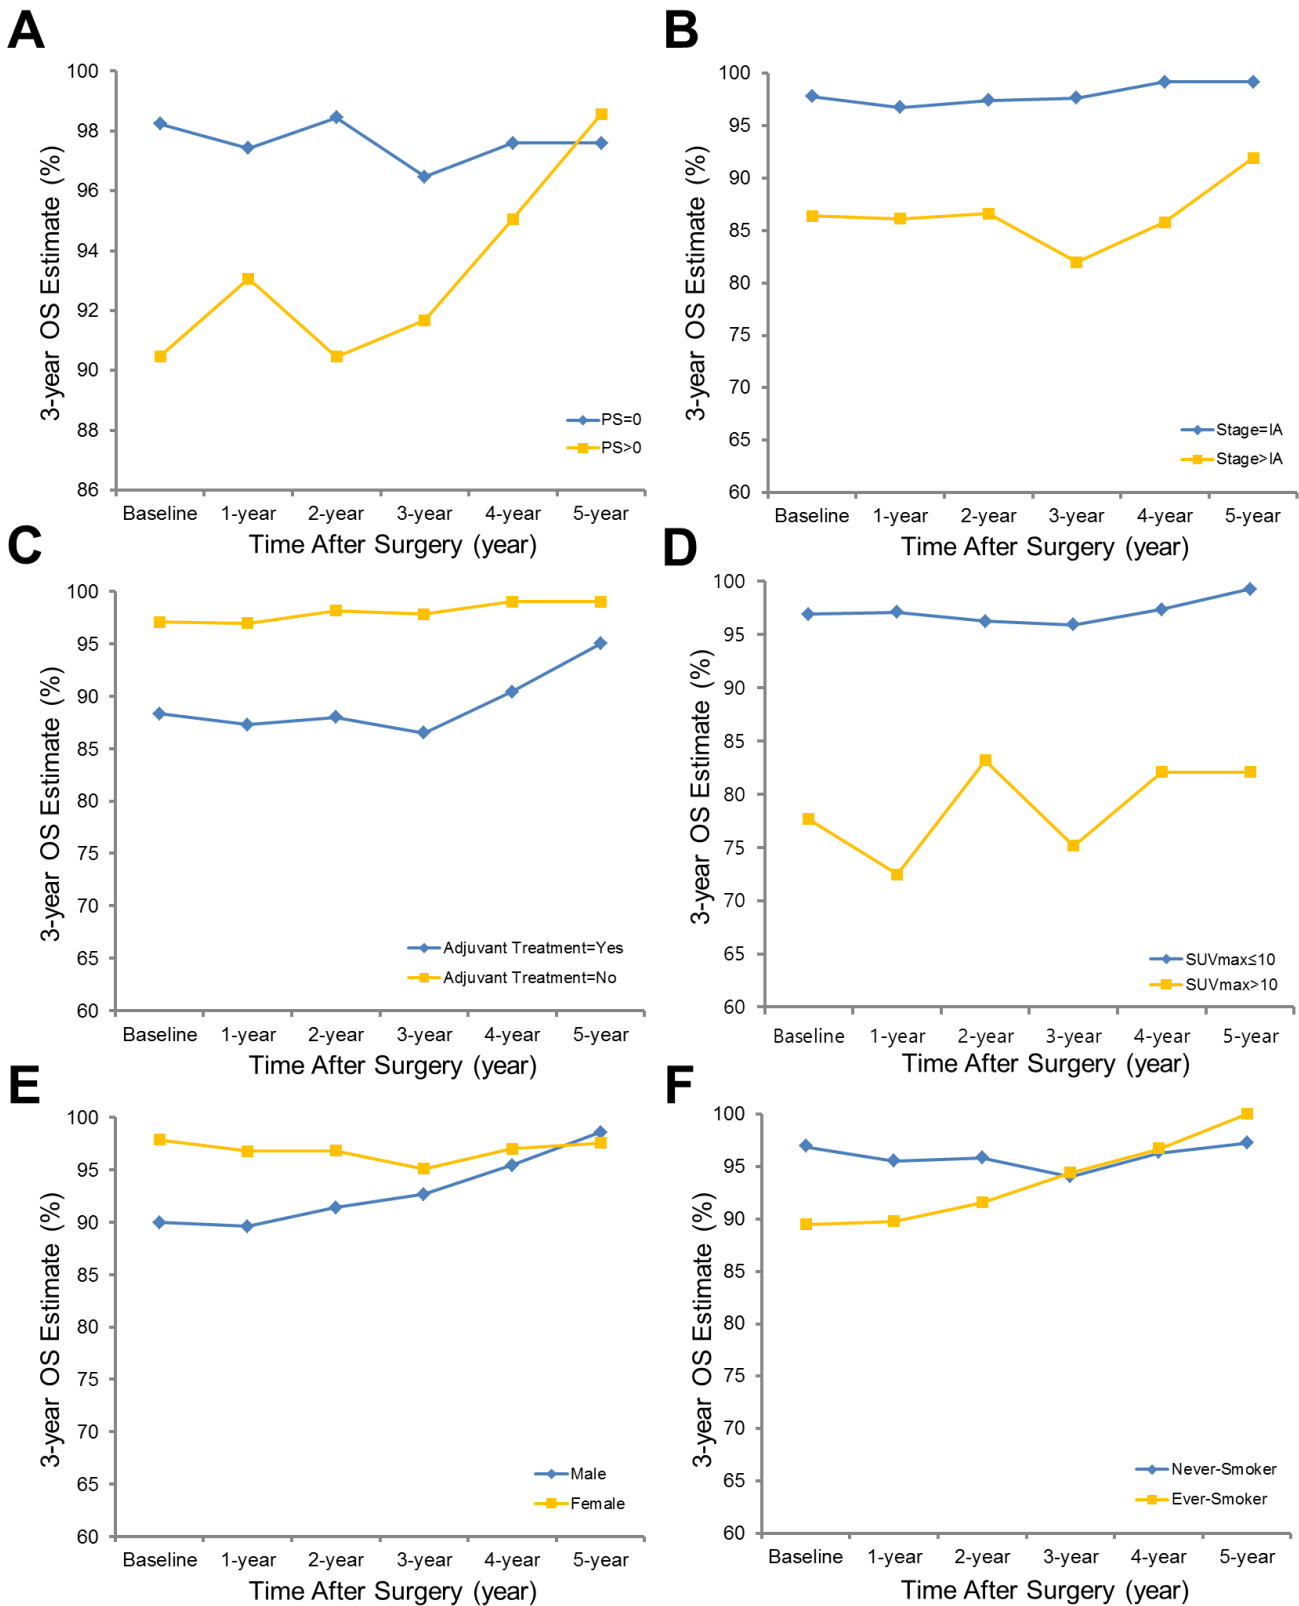 A
100
98
96
94
92
90
88
86
3-year OS Estimate (%)
PS=0
PS>0
Baseline 1-year 2-year 3-year 4-year 5-year
Time After Surgery (year)
B
100
95
90
85
80
75
70
65
60
3-year OS Estimate (%)
Stage=IA
Stage>IA
Baseline 1-year 2-year 3-year 4-year 5-year
Time After Surgery (year)
C
100
95
90
85
80
75
70
65
60
3-year OS Estimate (%)
Adjuvant Treatment=Yes
Adjuvant Treatment=No
Baseline 1-year 2-year 3-year 4-year 5-year
Time After Surgery (year)
D
100
95
90
85
80
75
70
65
60
3-year OS Estimate (%)
SUVmax≤10
SUVmax>10
Baseline 1-year 2-year 3-year 4-year 5-year
Time After Surgery (year)
E
100
95
90
85
80
75
70
65
60
3-year OS Estimate (%)
Male
Female
Baseline 1-year 2-year 3-year 4-year 5-year
Time After Surgery (year)
F
100
95
90
85
80
75
70
65
60
3-year OS Estimate (%)
Never-Smoker
Ever-Smoker
Baseline 1-year 2-year 3-year 4-year 5-year
Time After Surgery (year)